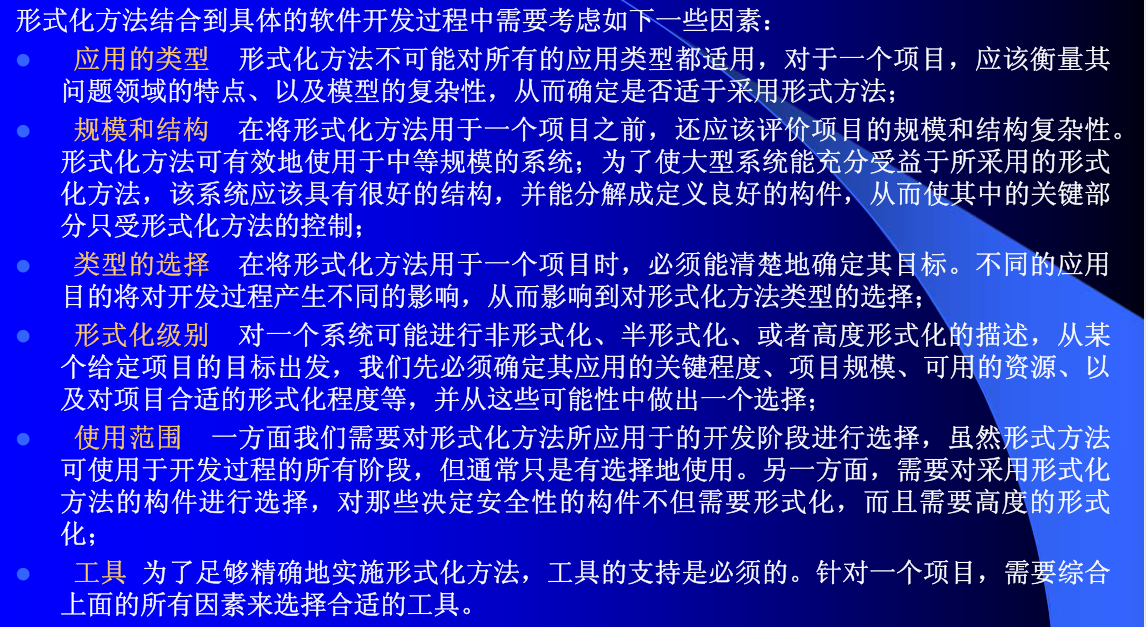 形式化方法结合到具体的软件开发过程中需要考虑如下一些因素：
● 应用的类型 形式化方法不可能对所有的应用类型都适用，对于一个项目，应该衡量其
问题领域的特点、以及模型的复杂性，从而确定是否适于采用形式方法；
● 规模和结构 在将形式化方法用于一个项目之前，还应该评价项目的规模和结构复杂性。
形式化方法可有效地使用于中等规模的系统；为了使大型系统能充分受益于所采用的形式
化方法，该系统应该具有很好的结构，并能分解成定义良好的构件，从而使其中的关键部
分只受形式化方法的控制；
● 类型的选择 在将形式化方法用于一个项目时，必须能清楚地确定其目标。不同的应用
目的将对开发过程产生不同的影响，从而影响到对形式化方法类型的选择；
● 形式化级别 对一个系统可能进行非形式化、半形式化、或者高度形式化的描述，从某
个给定项目的目标出发，我们先必须确定其应用的关键程度、项目规模、可用的资源、以
及对项目合适的形式化程度等，并从这些可能性中做出一个选择；
● 使用范围 一方面我们需要对形式化方法所应用于的开发阶段进行选择，虽然形式方法
可使用于开发过程的所有阶段，但通常只是有选择地使用。另一方面，需要对采用形式化
方法的构件进行选择，对那些决定安全性的构件不但需要形式化，而且需要高度的形式
化；
● 工具 为了足够精确地实施形式化方法，工具的支持是必须的。针对一个项目，需要综合
上面的所有因素来选择合适的工具。